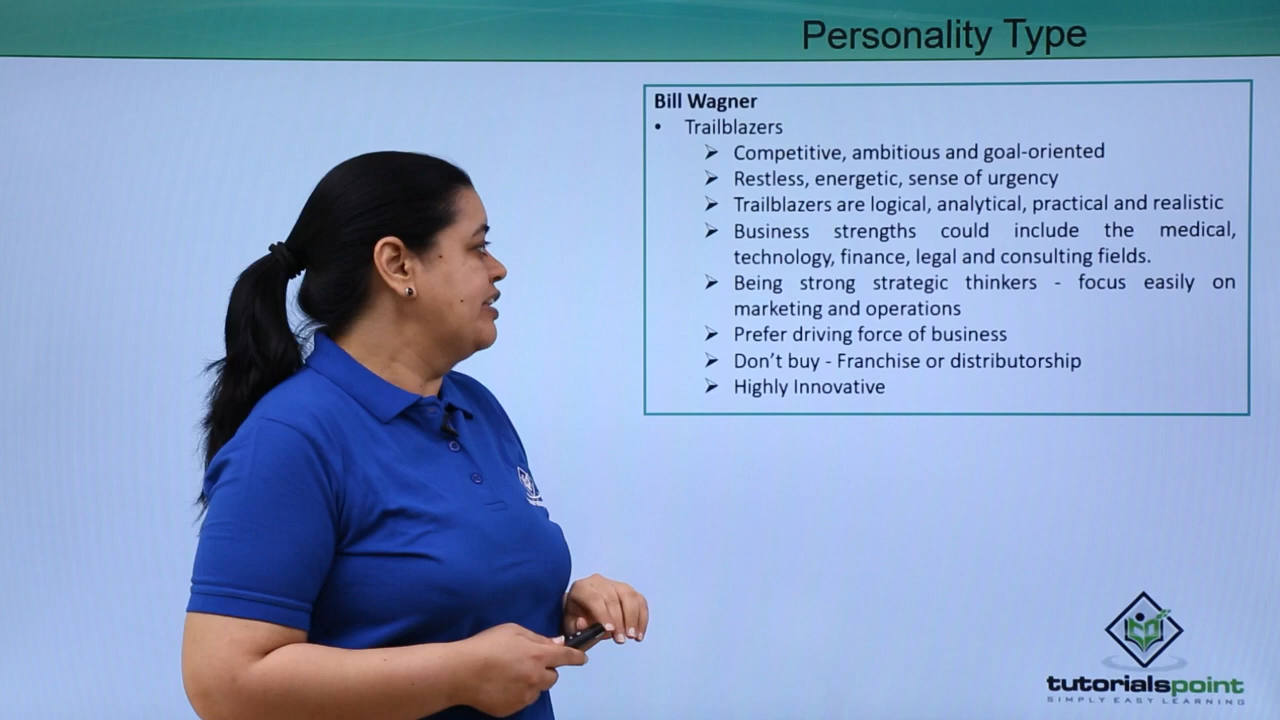 Personality Type
Bill Wagner
• Trailblazers
➢ Competitive, ambitious and goal-oriented
➢ Restless, energetic, sense of urgency
➢ Trailblazers are logical, analytical, practical and realistic
➢ Business strengths could include the medical,
technology, finance, legal and consulting fields.
➢ Being strong strategic thinkers - focus easily on
marketing and operations
➢ Prefer driving force of business
➢ Don’t buy - Franchise or distributorship
➢ Highly Innovative
tutorialspoint
SIMPLY EASY LEARNING